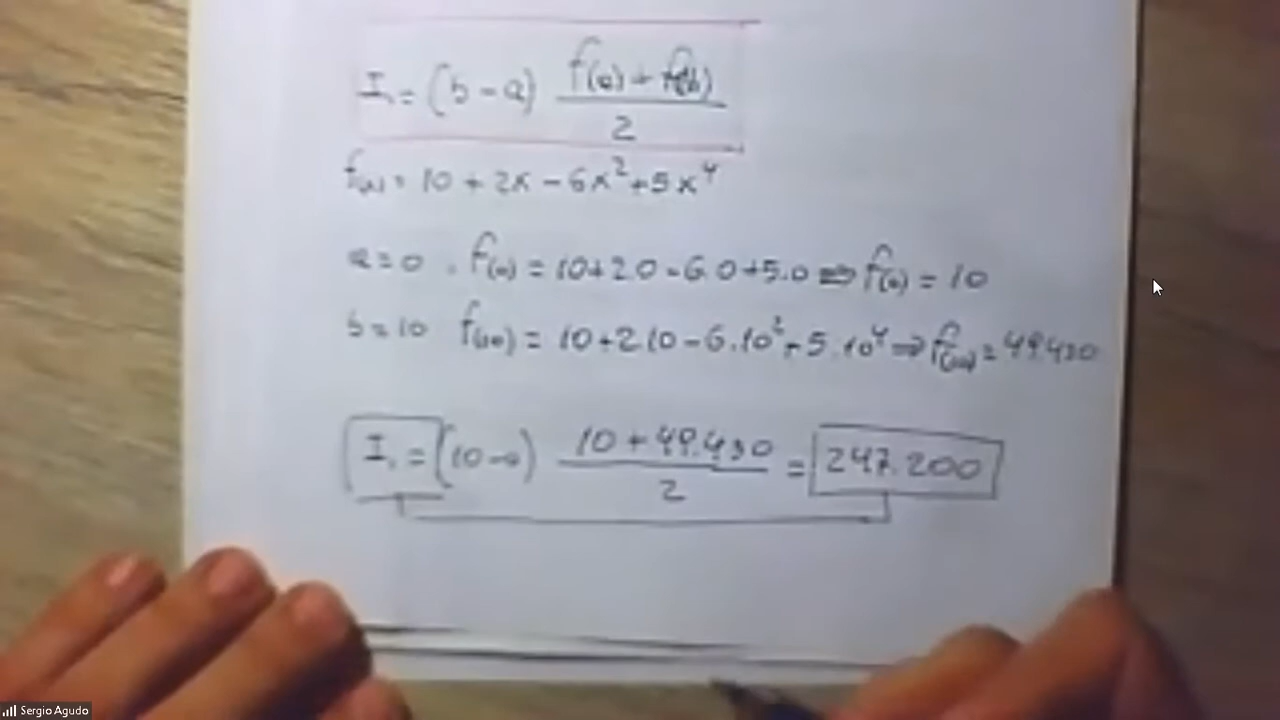 I₁ = (b - a) (f(a) + f(b)) / 2
f(x) = 10 + 2x - 6x² + 5x⁴
a = 0 . f(0) = 10 + 2.0 - 6.0 + 5.0 ⇒ f(0) = 10
b = 10 f(10) = 10 + 2 10 - 6.10² + 5.10⁴ ⇒ f(10) = 49.430
I₁ = (10 - 0) (10 + 49.430) / 2 = 247.200
Sergio Agudo